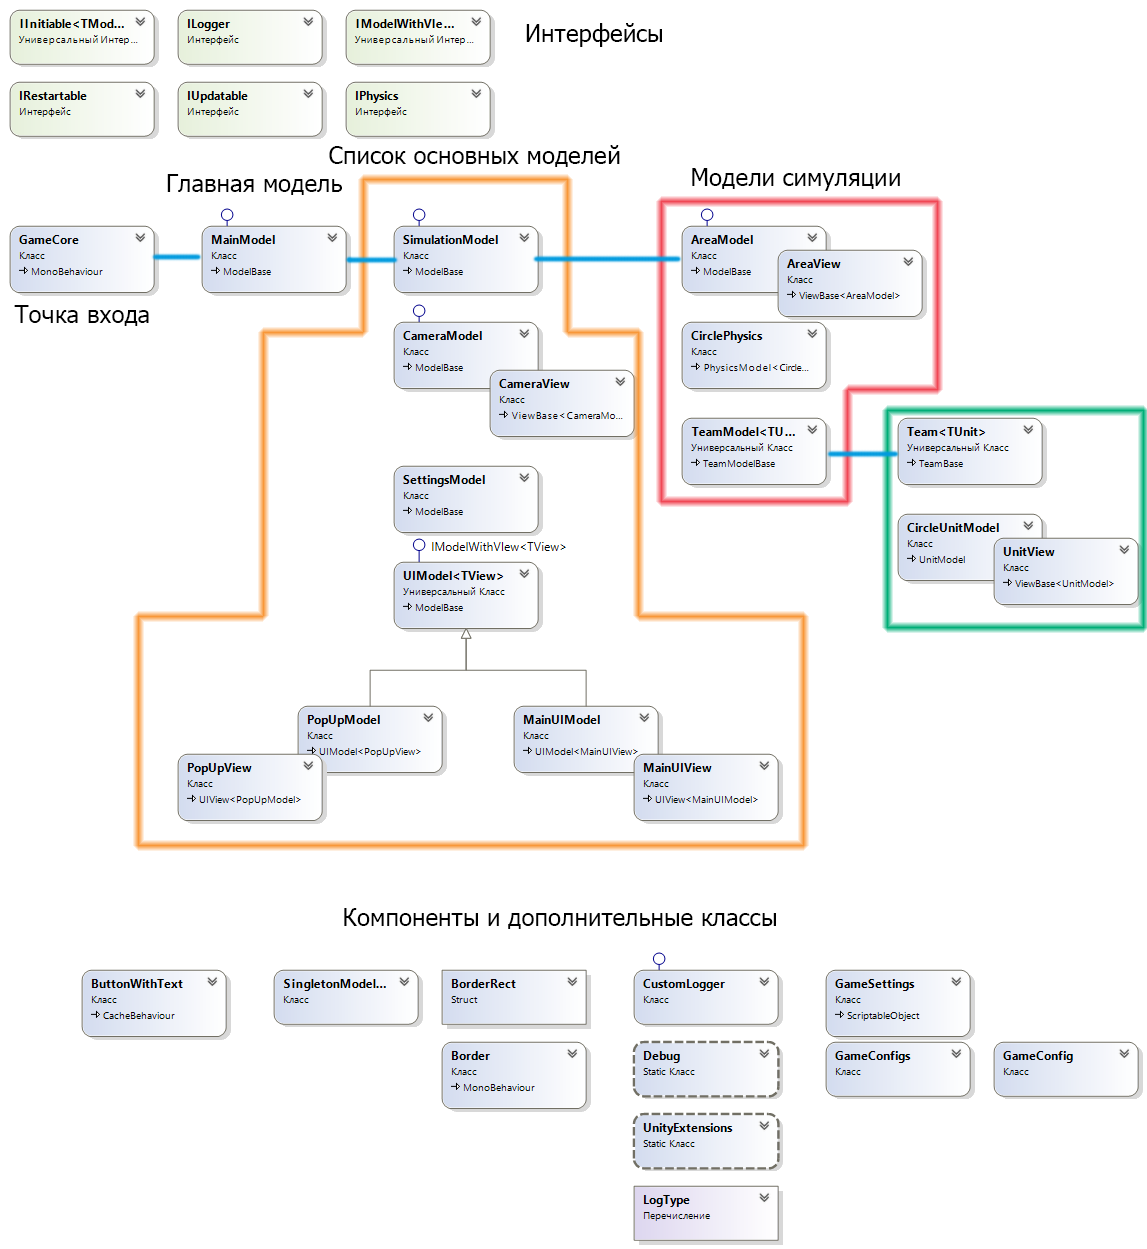 IInitiable<TMod...
Универсальный Интер...
ILogger
Интерфейс
IModelWithVIe...
Универсальный Интер...
Интерфейсы
IRestartable
Интерфейс
IUpdatable
Интерфейс
IPhysics
Интерфейс
Список основных моделей
Главная модель
Модели симуляции
GameCore
Класс
MonoBehaviour
MainModel
Класс
ModelBase
SimulationModel
Класс
ModelBase
AreaModel
Класс
ModelBase
AreaView
Класс
ViewBase<AreaModel>
Точка входа
CameraModel
Класс
ModelBase
CameraView
Класс
ViewBase<CameraMo...
CirclePhysics
Класс
PhysicsModel<Circle...
TeamModel<TU...
Универсальный Класс
TeamModelBase
Team<TUnit>
Универсальный Класс
TeamBase
SettingsModel
Класс
ModelBase
CircleUnitModel
Класс
UnitModel
UnitView
Класс
ViewBase<UnitModel>
IModelWithVIew<TView>
UIModel<TView>
Универсальный Класс
ModelBase
PopUpModel
Класс
UIModel<PopUpView>
MainUIModel
Класс
UIModel<MainUIView>
PopUpView
Класс
UIView<PopUpModel>
MainUIView
Класс
UIView<MainUIModel>
Компоненты и дополнительные классы
ButtonWithText
Класс
CacheBehaviour
SingletonModel...
Класс
BorderRect
Struct
CustomLogger
Класс
GameSettings
Класс
ScriptableObject
Border
Класс
MonoBehaviour
Debug
Static Класс
GameConfigs
Класс
GameConfig
Класс
UnityExtensions
Static Класс
LogType
Перечисление